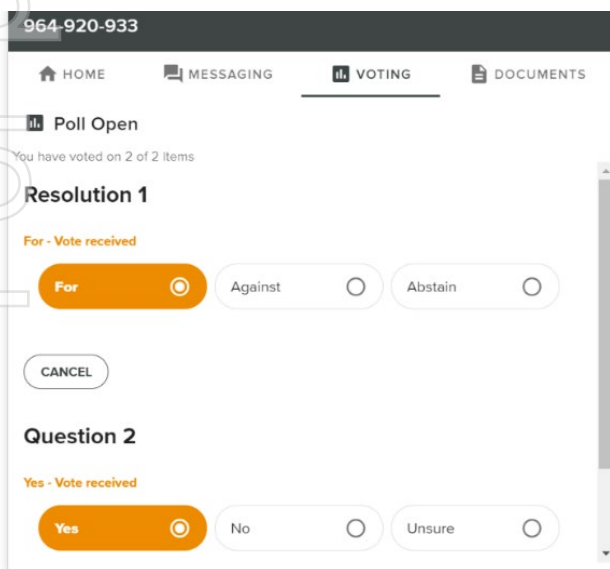 964-920-933
HOME MESSAGING VOTING DOCUMENTS
Poll Open
You have voted on 2 of 2 items
Resolution 1
For - Vote received
For Against Abstain
CANCEL
Question 2
Yes - Vote received
Yes No Unsure